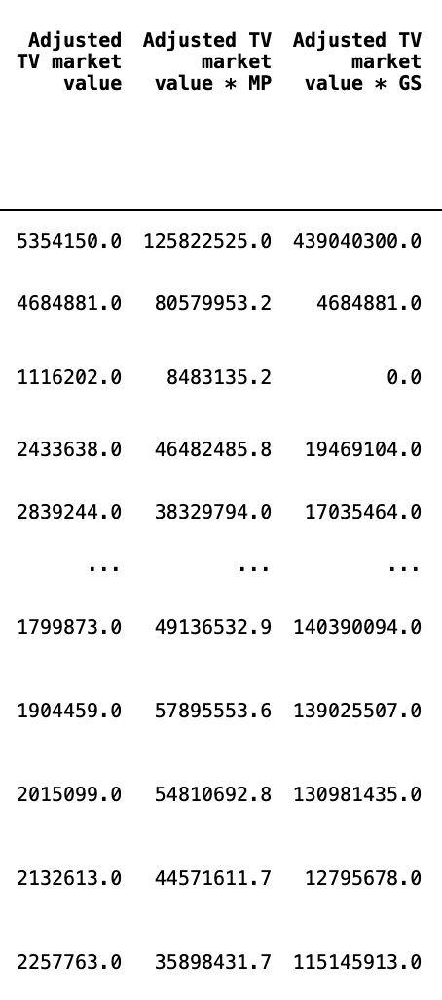 Adjusted Adjusted TV Adjusted TV
TV market market market
value value * MP value * GS
5354150.0 125822525.0 439040300.0
4684881.0 80579953.2 4684881.0
1116202.0 8483135.2 0.0
2433638.0 46482485.8 19469104.0
2839244.0 38329794.0 17035464.0
... ... ...
1799873.0 49136532.9 140390094.0
1904459.0 57895553.6 139025507.0
2015099.0 54810692.8 130981435.0
2132613.0 44571611.7 12795678.0
2257763.0 35898431.7 115145913.0